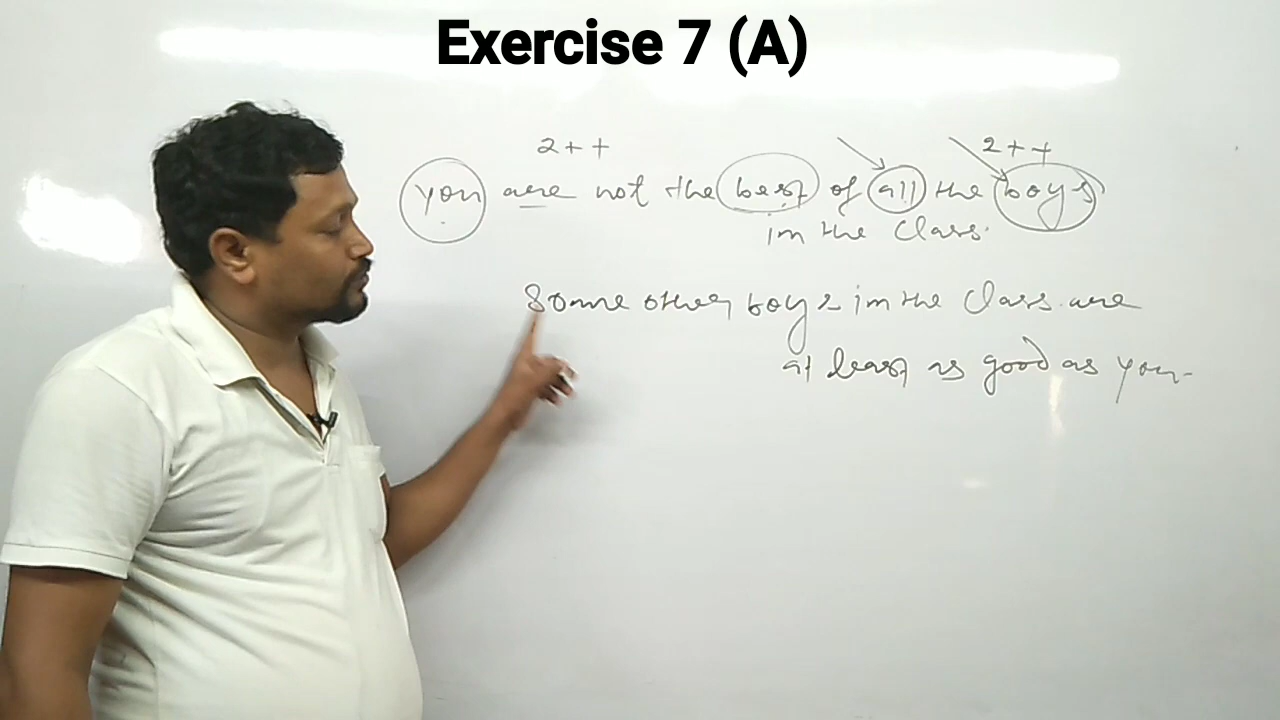 Exercise 7 (A)
2++ 2++
you are not the best of all the boys
in the class.
Some other boys in the class are
at least as good as you.